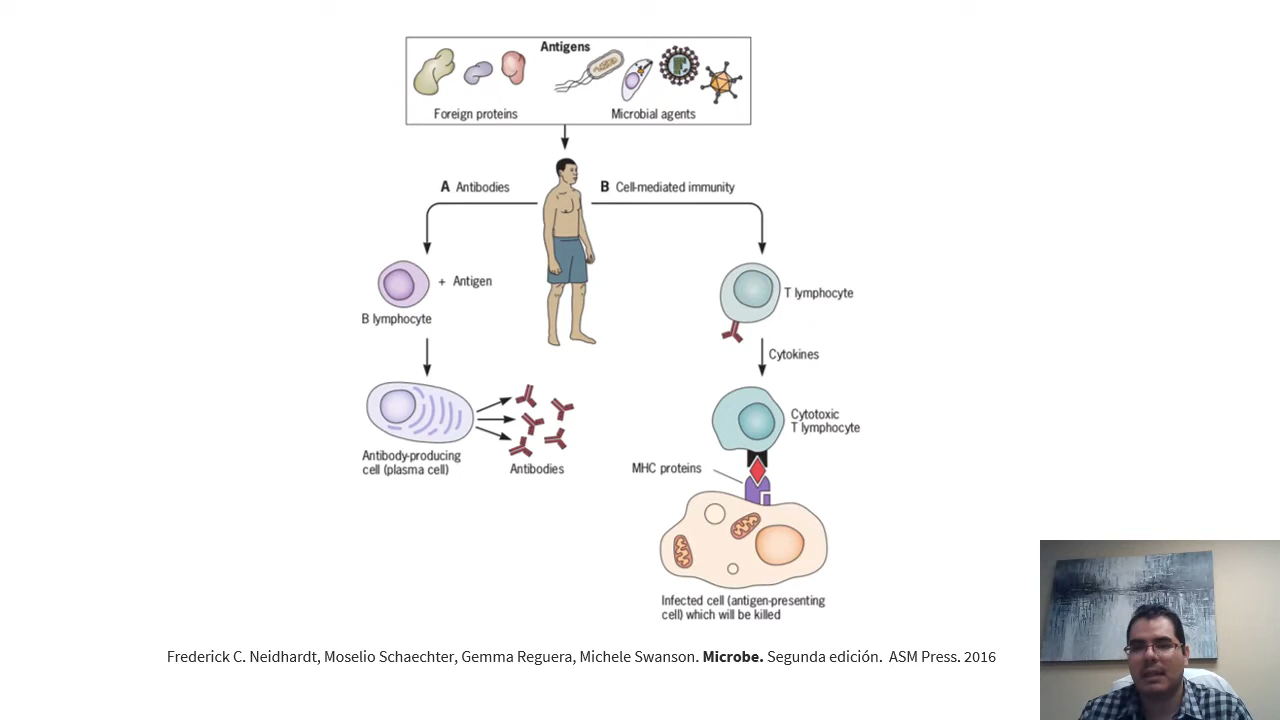 Antigens
Foreign proteins
Microbial agents
A Antibodies
B Cell-mediated immunity
+ Antigen
B lymphocyte
T lymphocyte
Cytokines
Cytotoxic
T lymphocyte
Antibody-producing
cell (plasma cell)
Antibodies
MHC proteins
Infected cell (antigen-presenting
cell) which will be killed
Frederick C. Neidhardt, Moselio Schaechter, Gemma Reguera, Michele Swanson. Microbe. Segunda edición. ASM Press. 2016